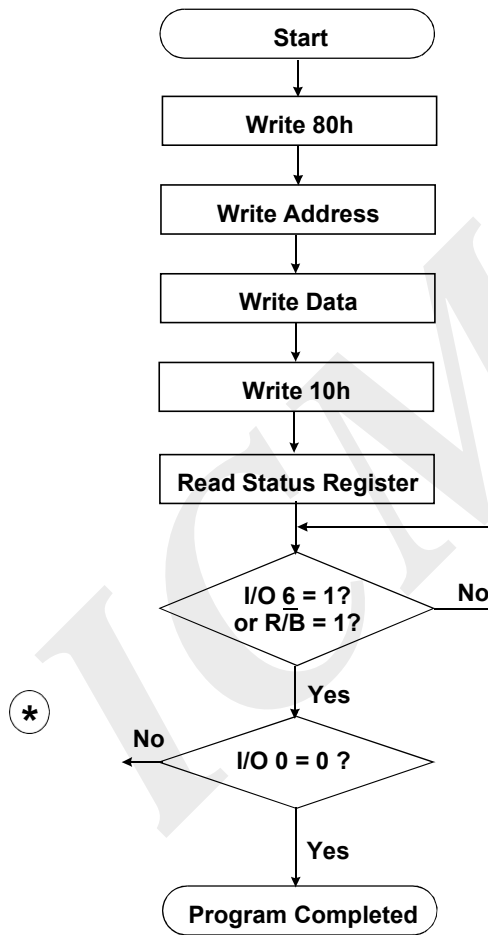 Start
Write 80h
Write Address
Write Data
Write 10h
Read Status Register
I/O 6 = 1?
or R/B̅ = 1?
No
Yes
*
No
I/O 0 = 0 ?
Yes
Program Completed
ICM